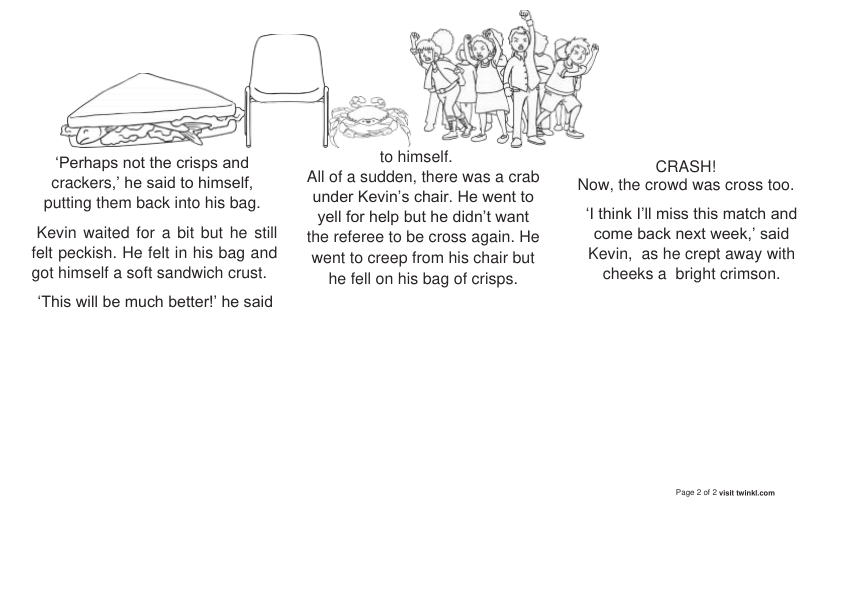 ‘Perhaps not the crisps and
crackers,’ he said to himself,
putting them back into his bag.
Kevin waited for a bit but he still
felt peckish. He felt in his bag and
got himself a soft sandwich crust.
‘This will be much better!’ he said
to himself.
All of a sudden, there was a crab
under Kevin’s chair. He went to
yell for help but he didn’t want
the referee to be cross again. He
went to creep from his chair but
he fell on his bag of crisps.
CRASH!
Now, the crowd was cross too.
‘I think I’ll miss this match and
come back next week,’ said
Kevin, as he crept away with
cheeks a bright crimson.
Page 2 of 2 visit twinkl.com